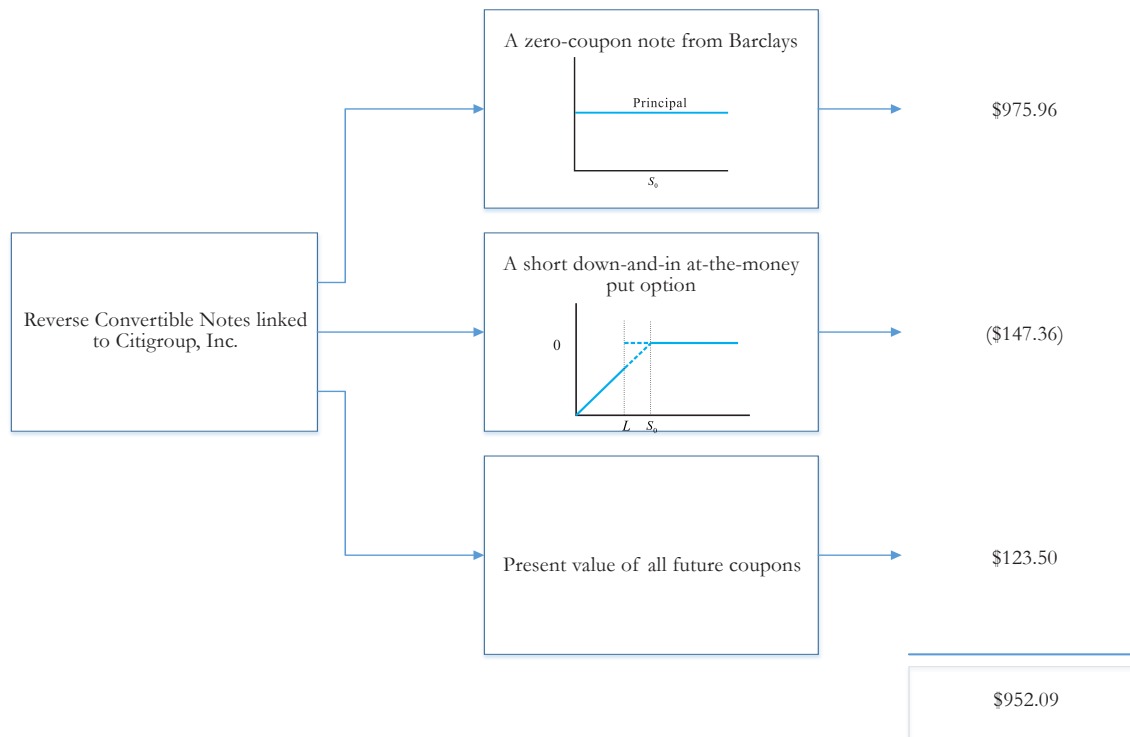 A zero-coupon note from Barclays
Principal
S₀
$975.96
Reverse Convertible Notes linked
to Citigroup, Inc.
A short down-and-in at-the-money
put option
0
L S₀
($147.36)
Present value of all future coupons
$123.50
$952.09